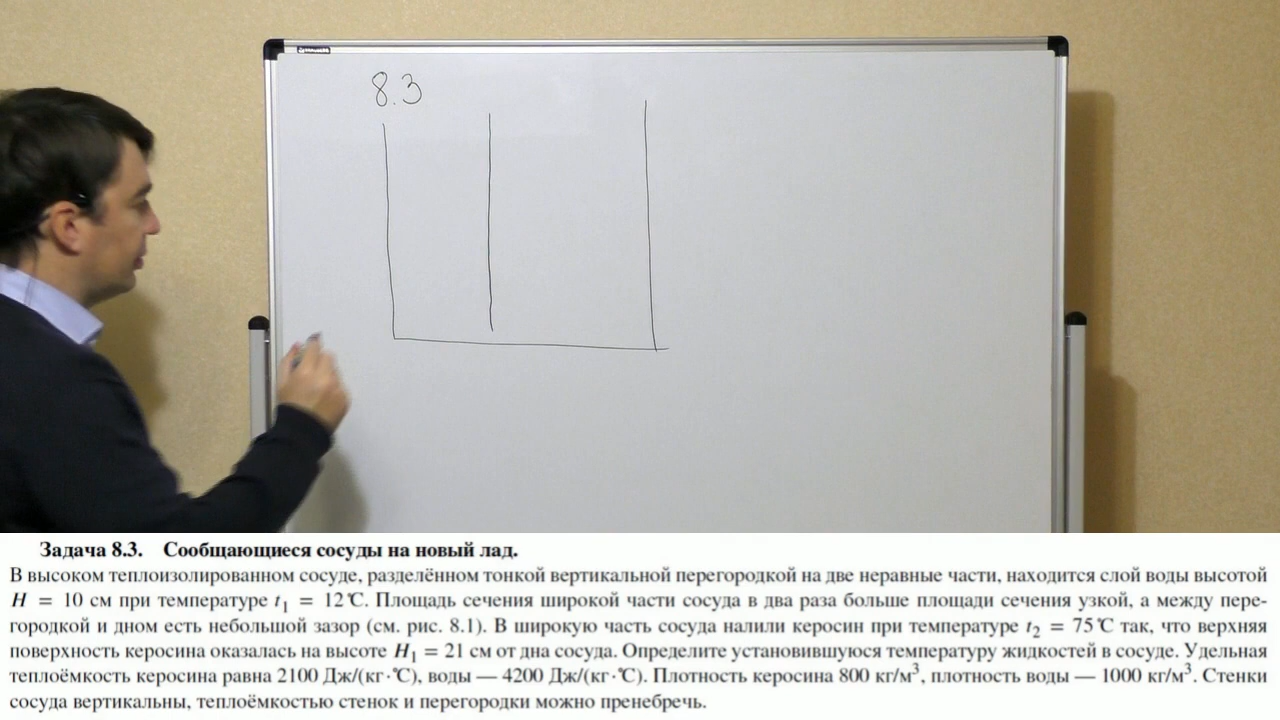 8.3
Задача 8.3. Сообщающиеся сосуды на новый лад.
В высоком теплоизолированном сосуде, разделённом тонкой вертикальной перегородкой на две неравные части, находится слой воды высотой
H = 10 см при температуре t₁ = 12℃. Площадь сечения широкой части сосуда в два раза больше площади сечения узкой, а между пере-
городкой и дном есть небольшой зазор (см. рис. 8.1). В широкую часть сосуда налили керосин при температуре t₂ = 75℃ так, что верхняя
поверхность керосина оказалась на высоте H₁ = 21 см от дна сосуда. Определите установившуюся температуру жидкостей в сосуде. Удельная
теплоёмкость керосина равна 2100 Дж/(кг·℃), воды — 4200 Дж/(кг·℃). Плотность керосина 800 кг/м³, плотность воды — 1000 кг/м³. Стенки
сосуда вертикальны, теплоёмкостью стенок и перегородки можно пренебречь.